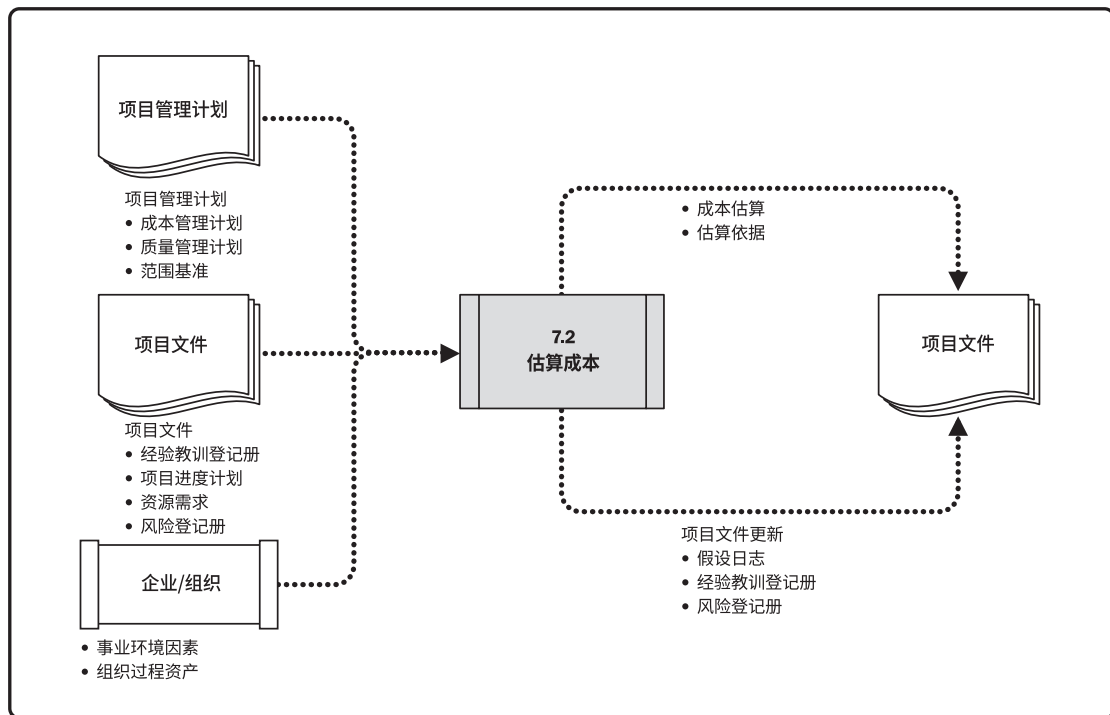 项目管理计划
项目管理计划
• 成本管理计划
• 质量管理计划
• 范围基准
项目文件
项目文件
• 经验教训登记册
• 项目进度计划
• 资源需求
• 风险登记册
企业/组织
• 事业环境因素
• 组织过程资产
7.2
估算成本
• 成本估算
• 估算依据
项目文件
项目文件更新
• 假设日志
• 经验教训登记册
• 风险登记册